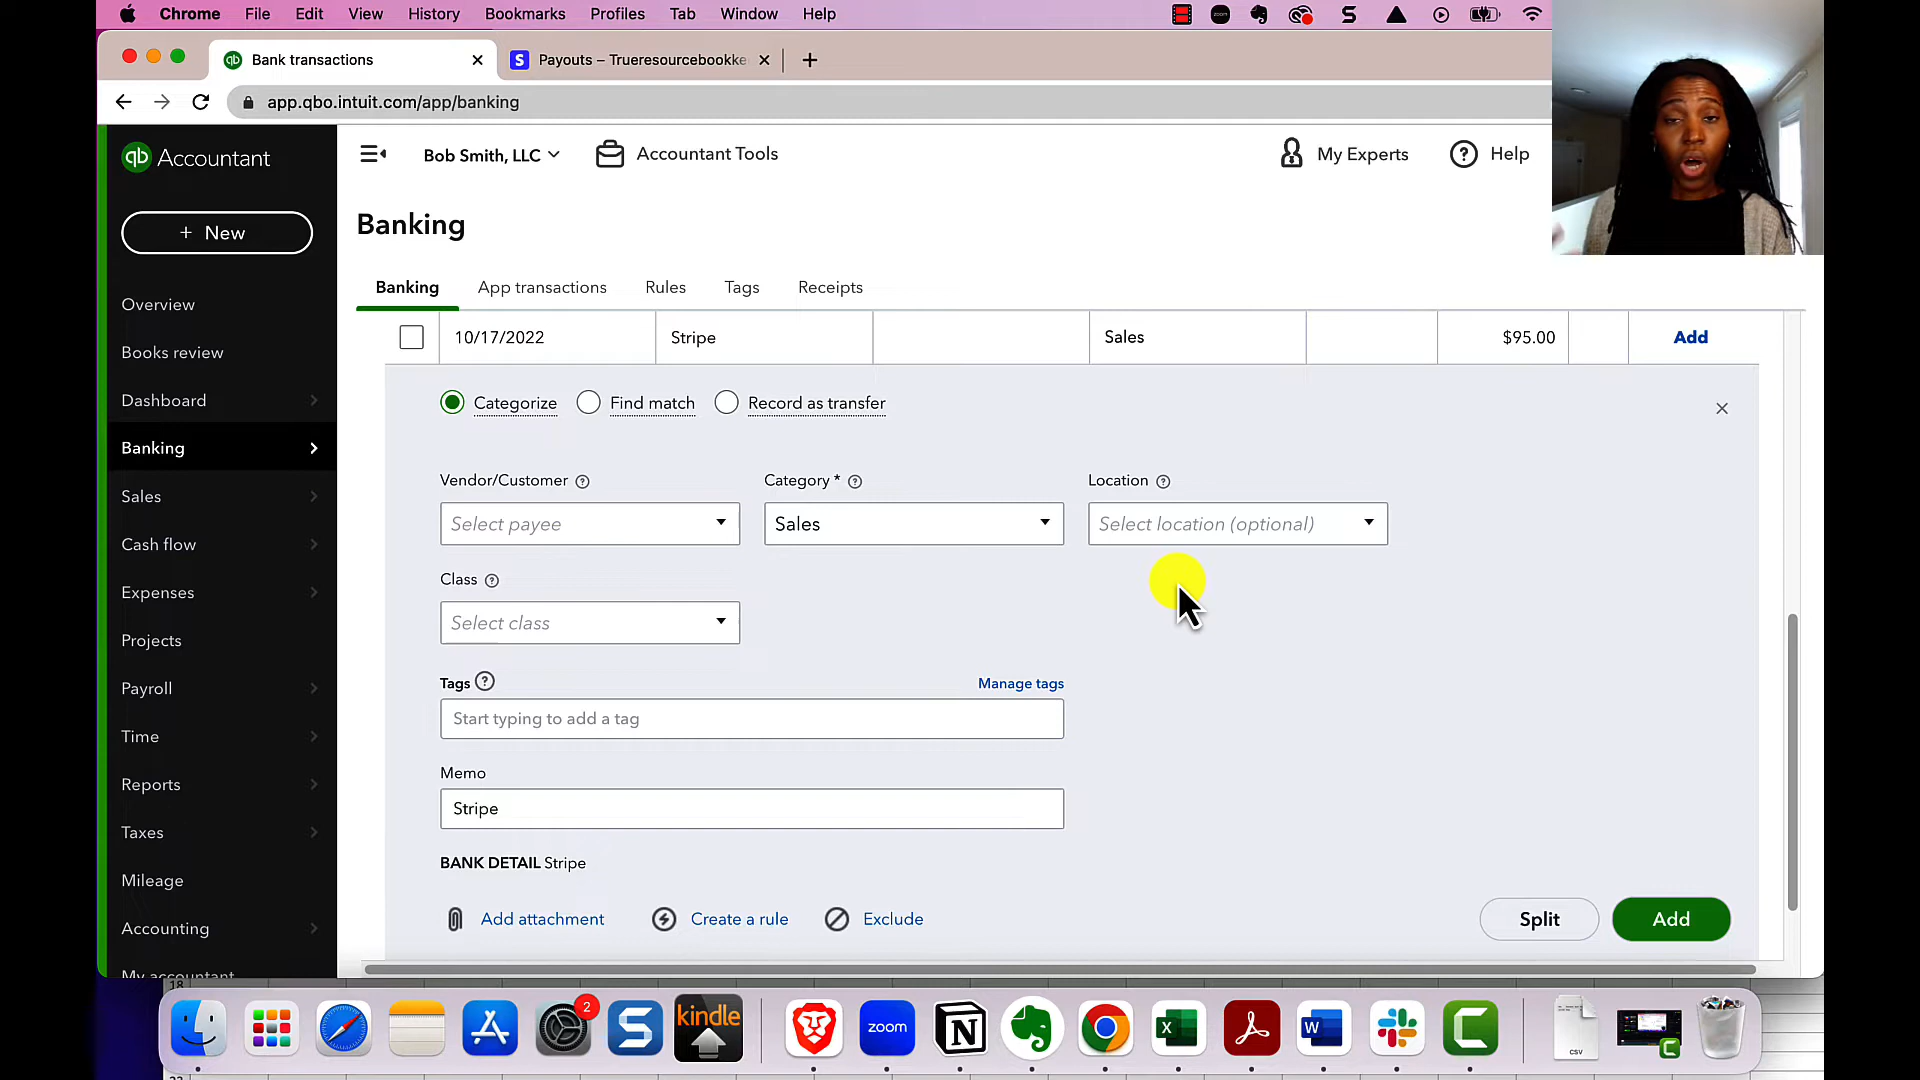 Chrome File Edit View History Bookmarks Profiles Tab Window Help
Bank transactions
Payouts – Trueresourcebookke
app.qbo.intuit.com/app/banking
qb Accountant
Bob Smith, LLC
Accountant Tools
My Experts
Help
+ New
Overview
Books review
Dashboard
Banking
Sales
Cash flow
Expenses
Projects
Payroll
Time
Reports
Taxes
Mileage
Accounting
My accountant
Banking
Banking App transactions Rules Tags Receipts
10/17/2022 Stripe Sales $95.00 Add
Categorize Find match Record as transfer
Vendor/Customer Category * Location
Select payee Sales Select location (optional)
Class
Select class
Tags Manage tags
Start typing to add a tag
Memo
Stripe
BANK DETAIL Stripe
Add attachment Create a rule Exclude Split Add
18
2
kindle
zoom
CSV